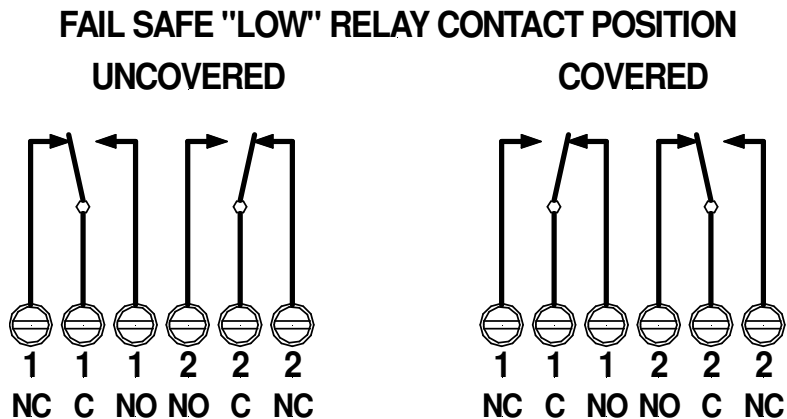 FAIL SAFE "LOW" RELAY CONTACT POSITION
UNCOVERED COVERED
1 1 1 2 2 2 1 1 1 2 2 2
NC C NO NO C NC NC C NO NO C NC